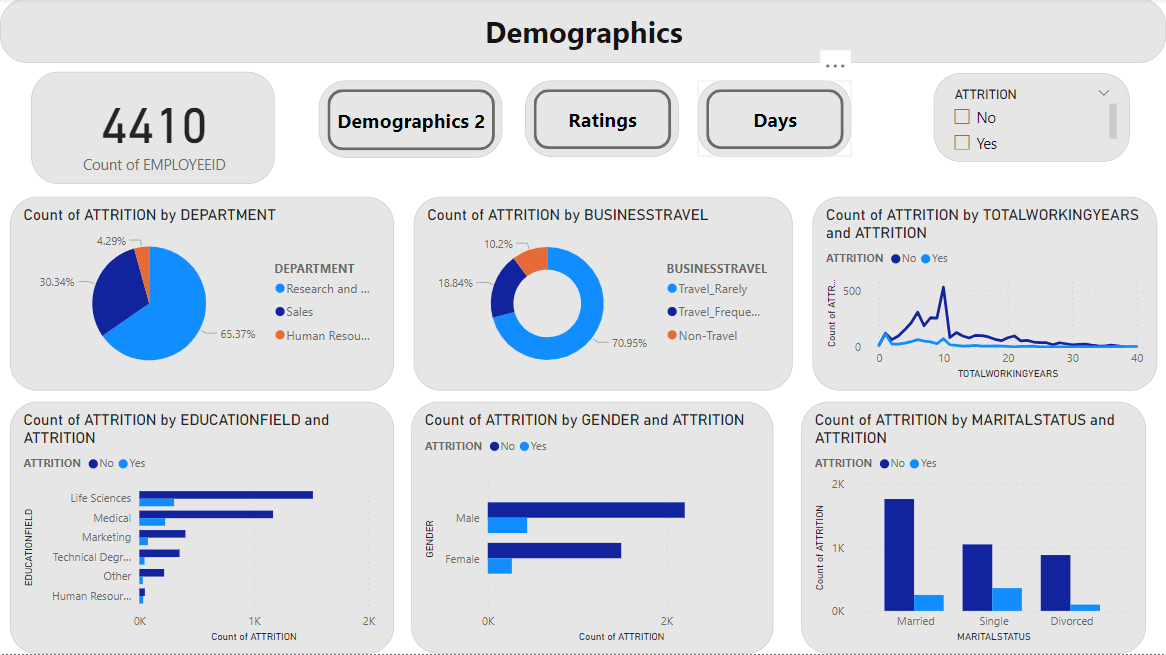 Demographics
...
4410
Count of EMPLOYEEID
Demographics 2
Ratings
Days
ATTRITION
No
Yes
Count of ATTRITION by DEPARTMENT
4.29%
30.34%
65.37%
DEPARTMENT
Research and ...
Sales
Human Resou...
Count of ATTRITION by BUSINESSTRAVEL
10.2%
18.84%
70.95%
BUSINESSTRAVEL
Travel_Rarely
Travel_Freque...
Non-Travel
Count of ATTRITION by TOTALWORKINGYEARS
and ATTRITION
ATTRITION No Yes
Count of ATTR...
500
0
0 10 20 30 40
TOTALWORKINGYEARS
Count of ATTRITION by EDUCATIONFIELD and
ATTRITION
ATTRITION No Yes
EDUCATIONFIELD
Life Sciences
Medical
Marketing
Technical Degr...
Other
Human Resour...
0K 1K 2K
Count of ATTRITION
Count of ATTRITION by GENDER and ATTRITION
ATTRITION No Yes
GENDER
Male
Female
0K 2K
Count of ATTRITION
Count of ATTRITION by MARITALSTATUS and
ATTRITION
ATTRITION No Yes
Count of ATTRITION
2K
1K
0K
Married Single Divorced
MARITALSTATUS